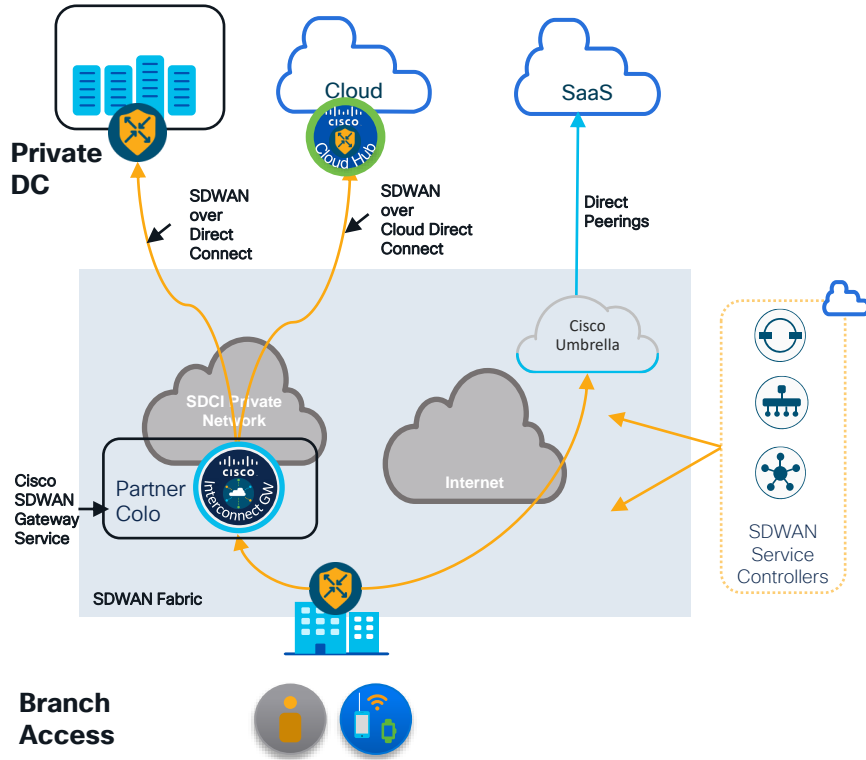 Cloud
CISCO
Cloud Hub
SaaS
Private
DC
SDWAN
over
Direct
Connect
SDWAN
over
Cloud Direct
Connect
Direct
Peerings
Cisco
Umbrella
SDCI Private
Network
CISCO
Interconnect GW
Partner
Colo
Cisco
SDWAN
Gateway
Service
Internet
SDWAN
Service
Controllers
SDWAN Fabric
Branch
Access